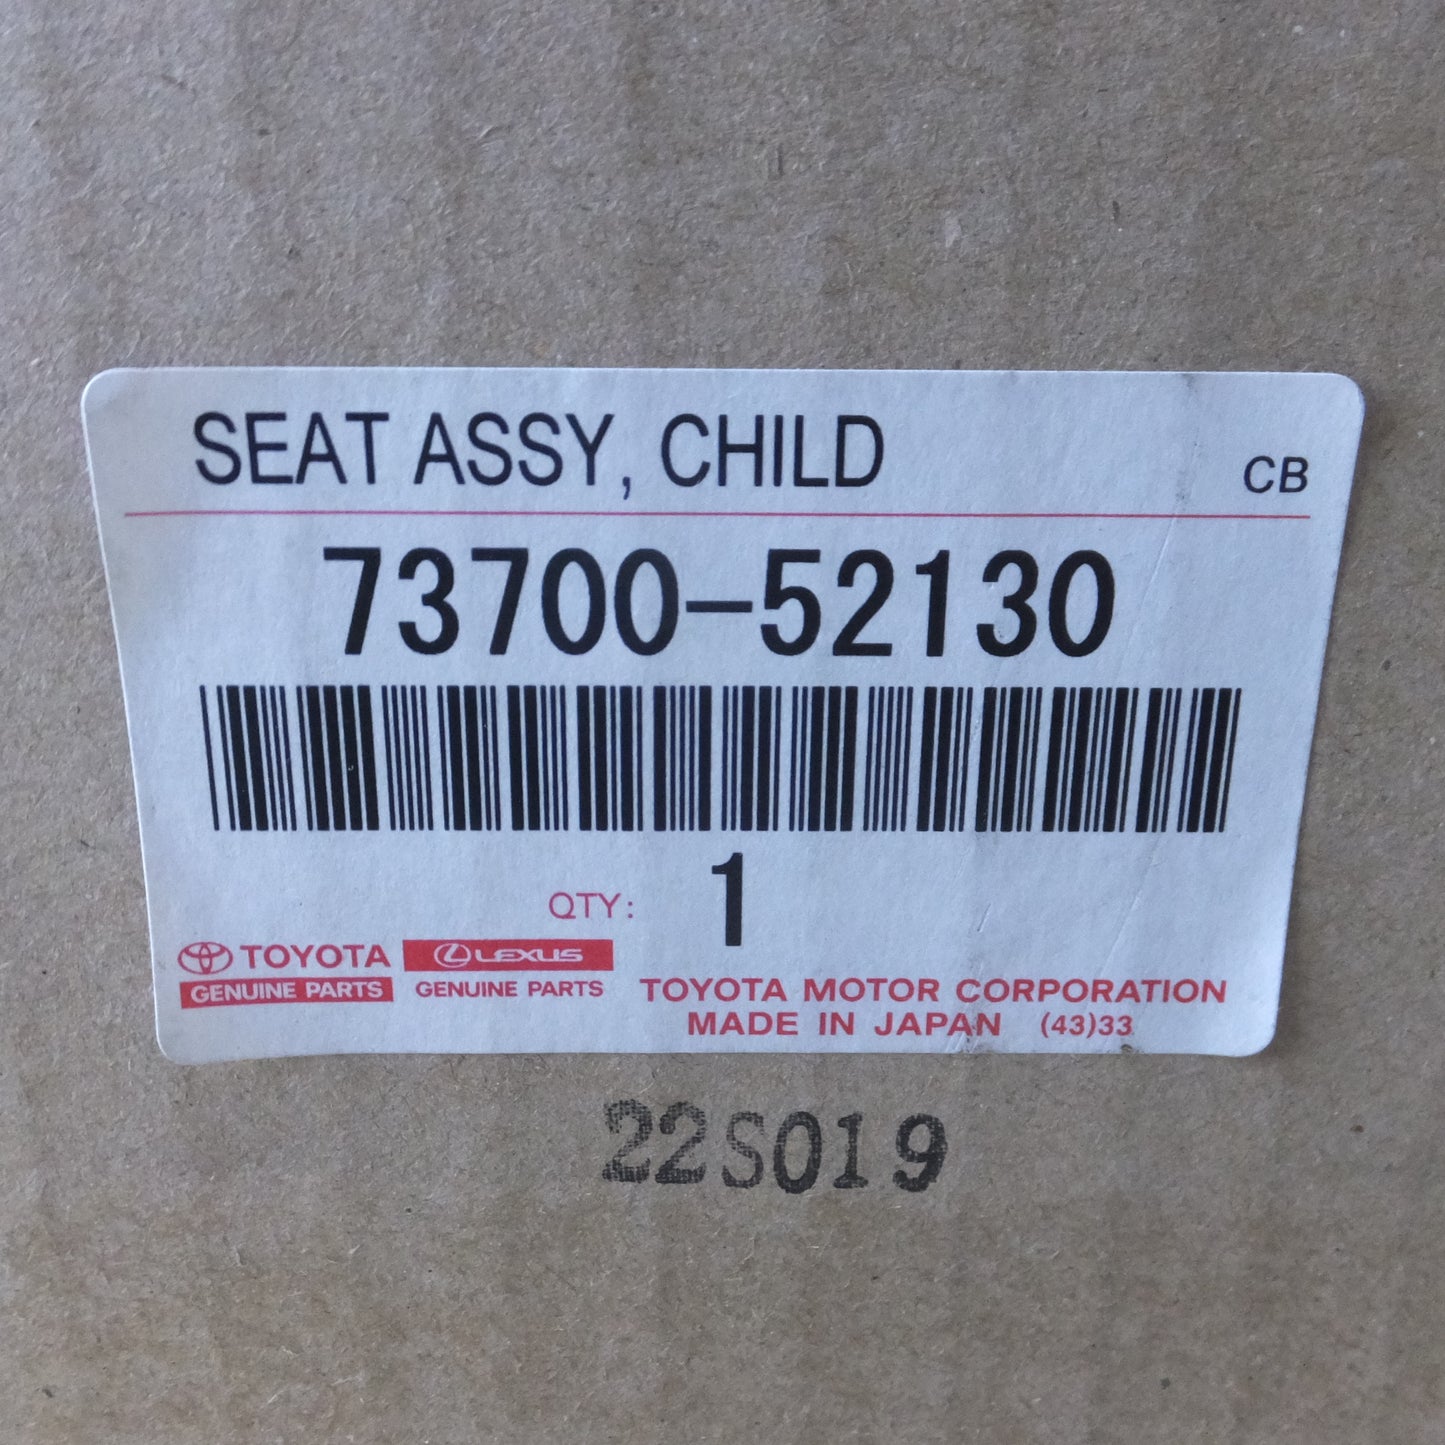 SEAT ASSY, CHILD
CB
73700-52130
QTY: 1
TOYOTA LEXUS
GENUINE PARTS GENUINE PARTS
TOYOTA MOTOR CORPORATION
MADE IN JAPAN (43)33
22S019